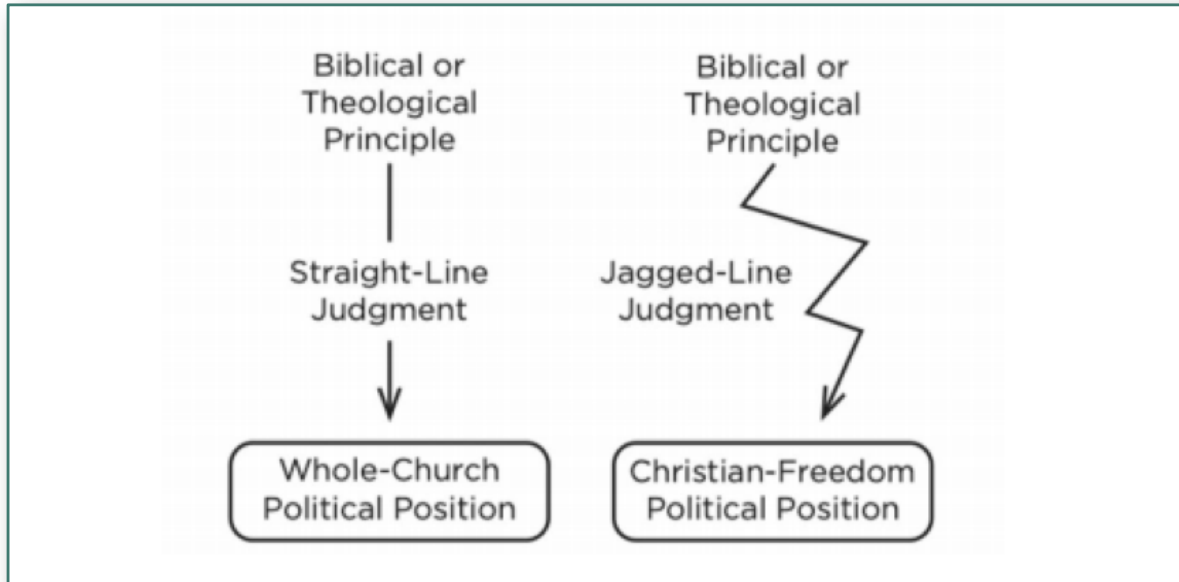 Biblical or
Theological
Principle
Straight-Line
Judgment
Whole-Church
Political Position
Biblical or
Theological
Principle
Jagged-Line
Judgment
Christian-Freedom
Political Position